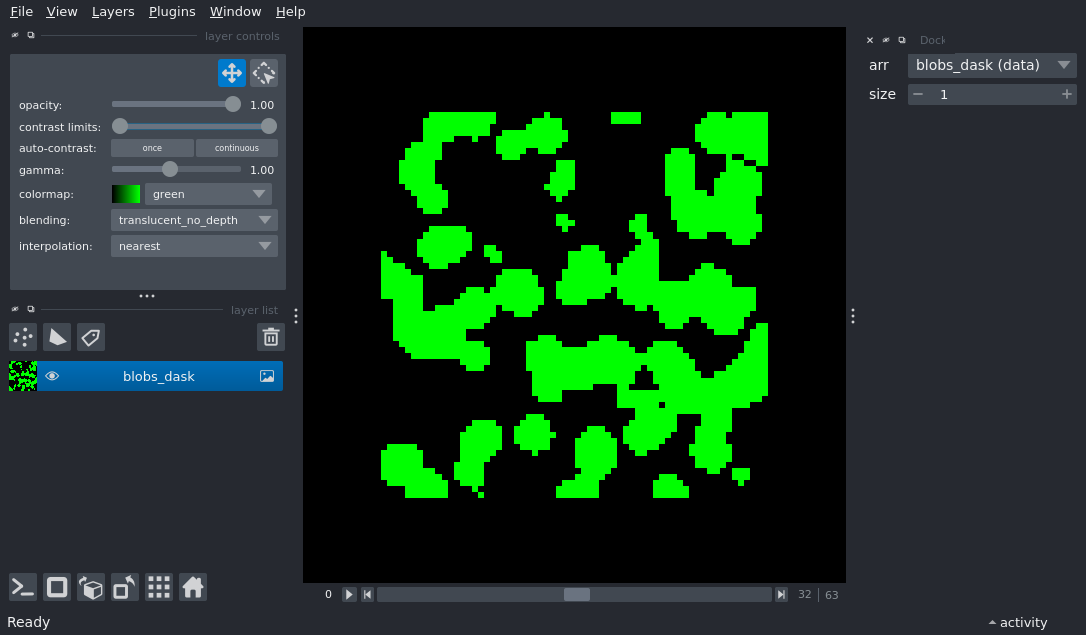 File View Layers Plugins Window Help
layer controls
opacity: 1.00
contrast limits:
auto-contrast: once continuous
gamma: 1.00
colormap: green
blending: translucent_no_depth
interpolation: nearest
layer list
blobs_dask
0 32 63
Ready
activity
Dock
arr blobs_dask (data)
size 1